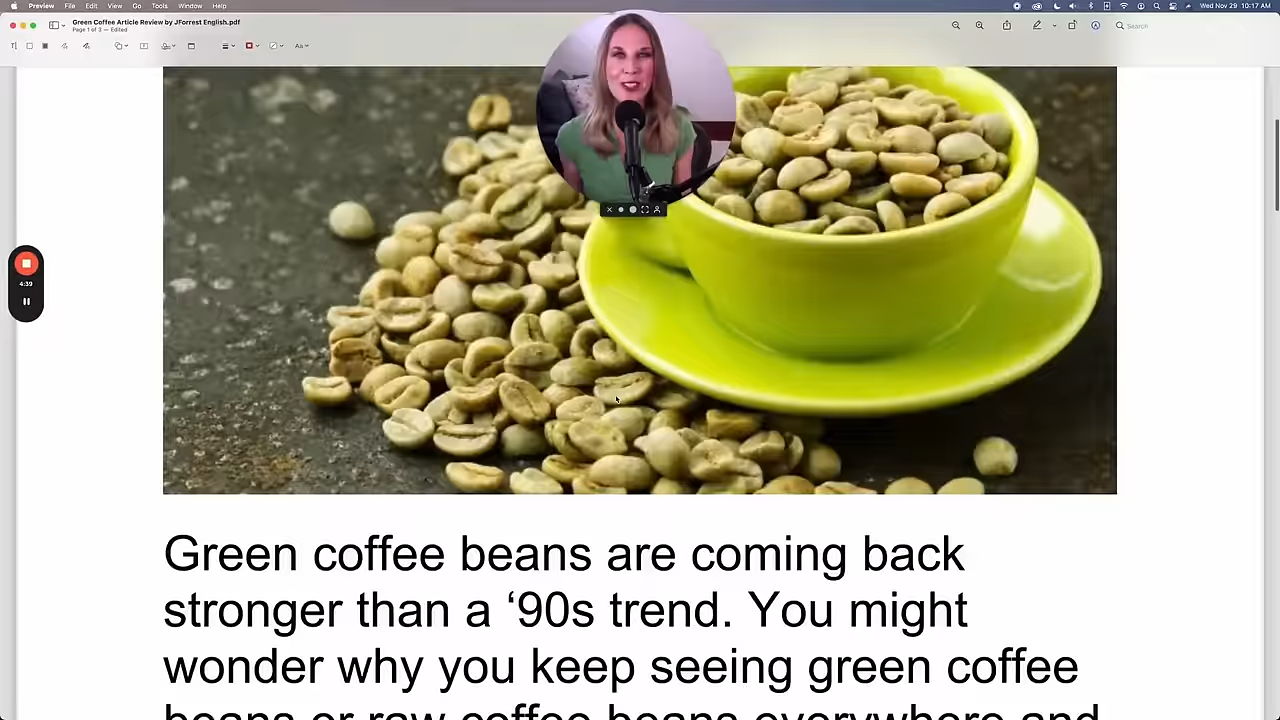 Preview File Edit View Go Tools Window Help Wed Nov 29 10:17 AM
Green Coffee Article Review by JForrest English.pdf
Page 1 of 3 — Edited
Search
Aa
4:39
Green coffee beans are coming back
stronger than a ‘90s trend. You might
wonder why you keep seeing green coffee
beans or raw coffee beans everywhere and